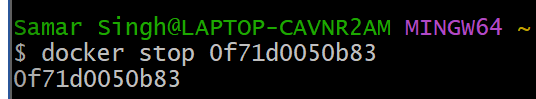 Samar Singh@LAPTOP-CAVNR2AM MINGW64 ~
$ docker stop 0f71d0050b83
0f71d0050b83